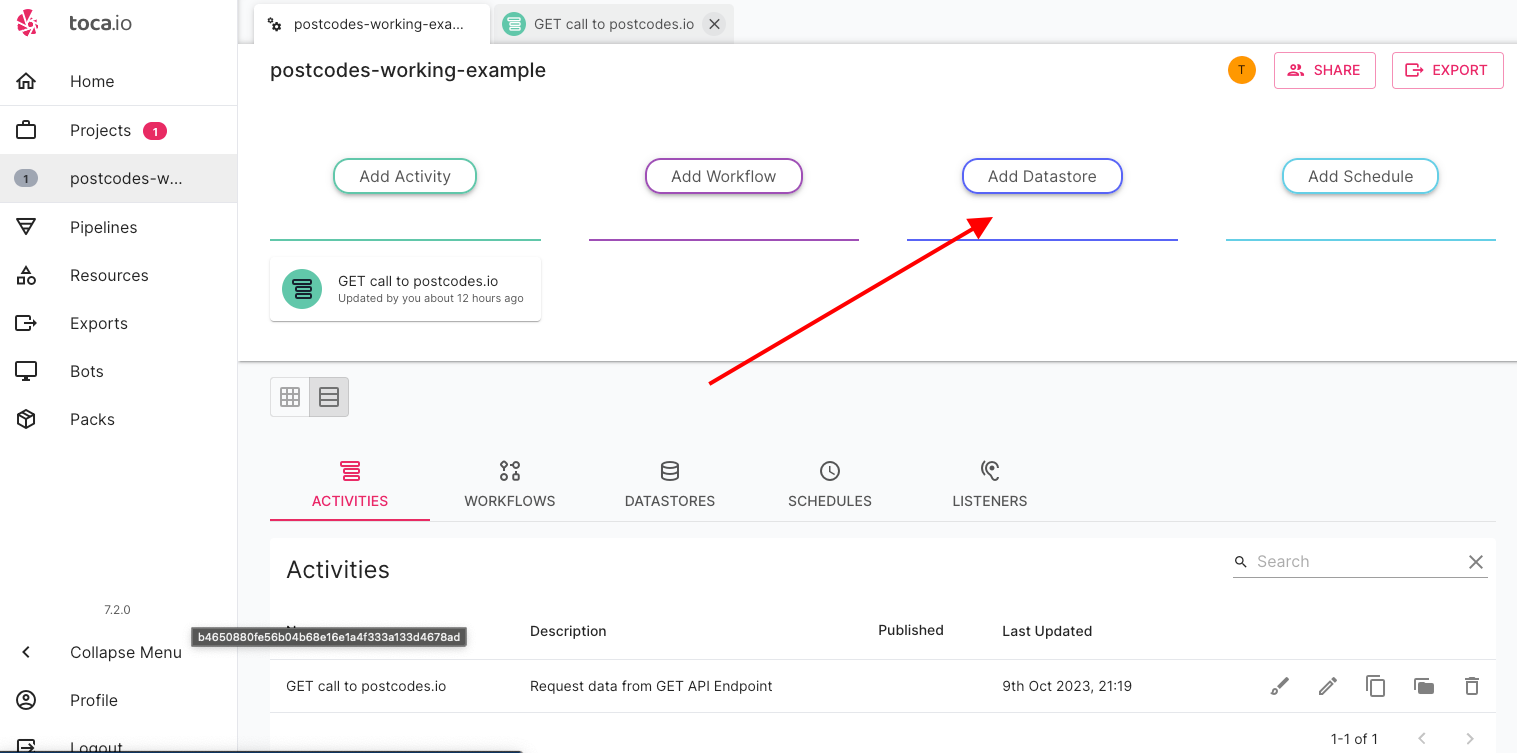 toca.io
postcodes-working-exa...
GET call to postcodes.io
Home
Projects 1
1 postcodes-w...
Pipelines
Resources
Exports
Bots
Packs
7.2.0
Collapse Menu
Profile
Logout
postcodes-working-example
T
SHARE
EXPORT
Add Activity
Add Workflow
Add Datastore
Add Schedule
GET call to postcodes.io
Updated by you about 12 hours ago
ACTIVITIES
WORKFLOWS
DATASTORES
SCHEDULES
LISTENERS
Activities
Search
b4650880fe56b04b68e16e1a4f333a133d4678ad
Description
Published
Last Updated
GET call to postcodes.io
Request data from GET API Endpoint
9th Oct 2023, 21:19
1-1 of 1